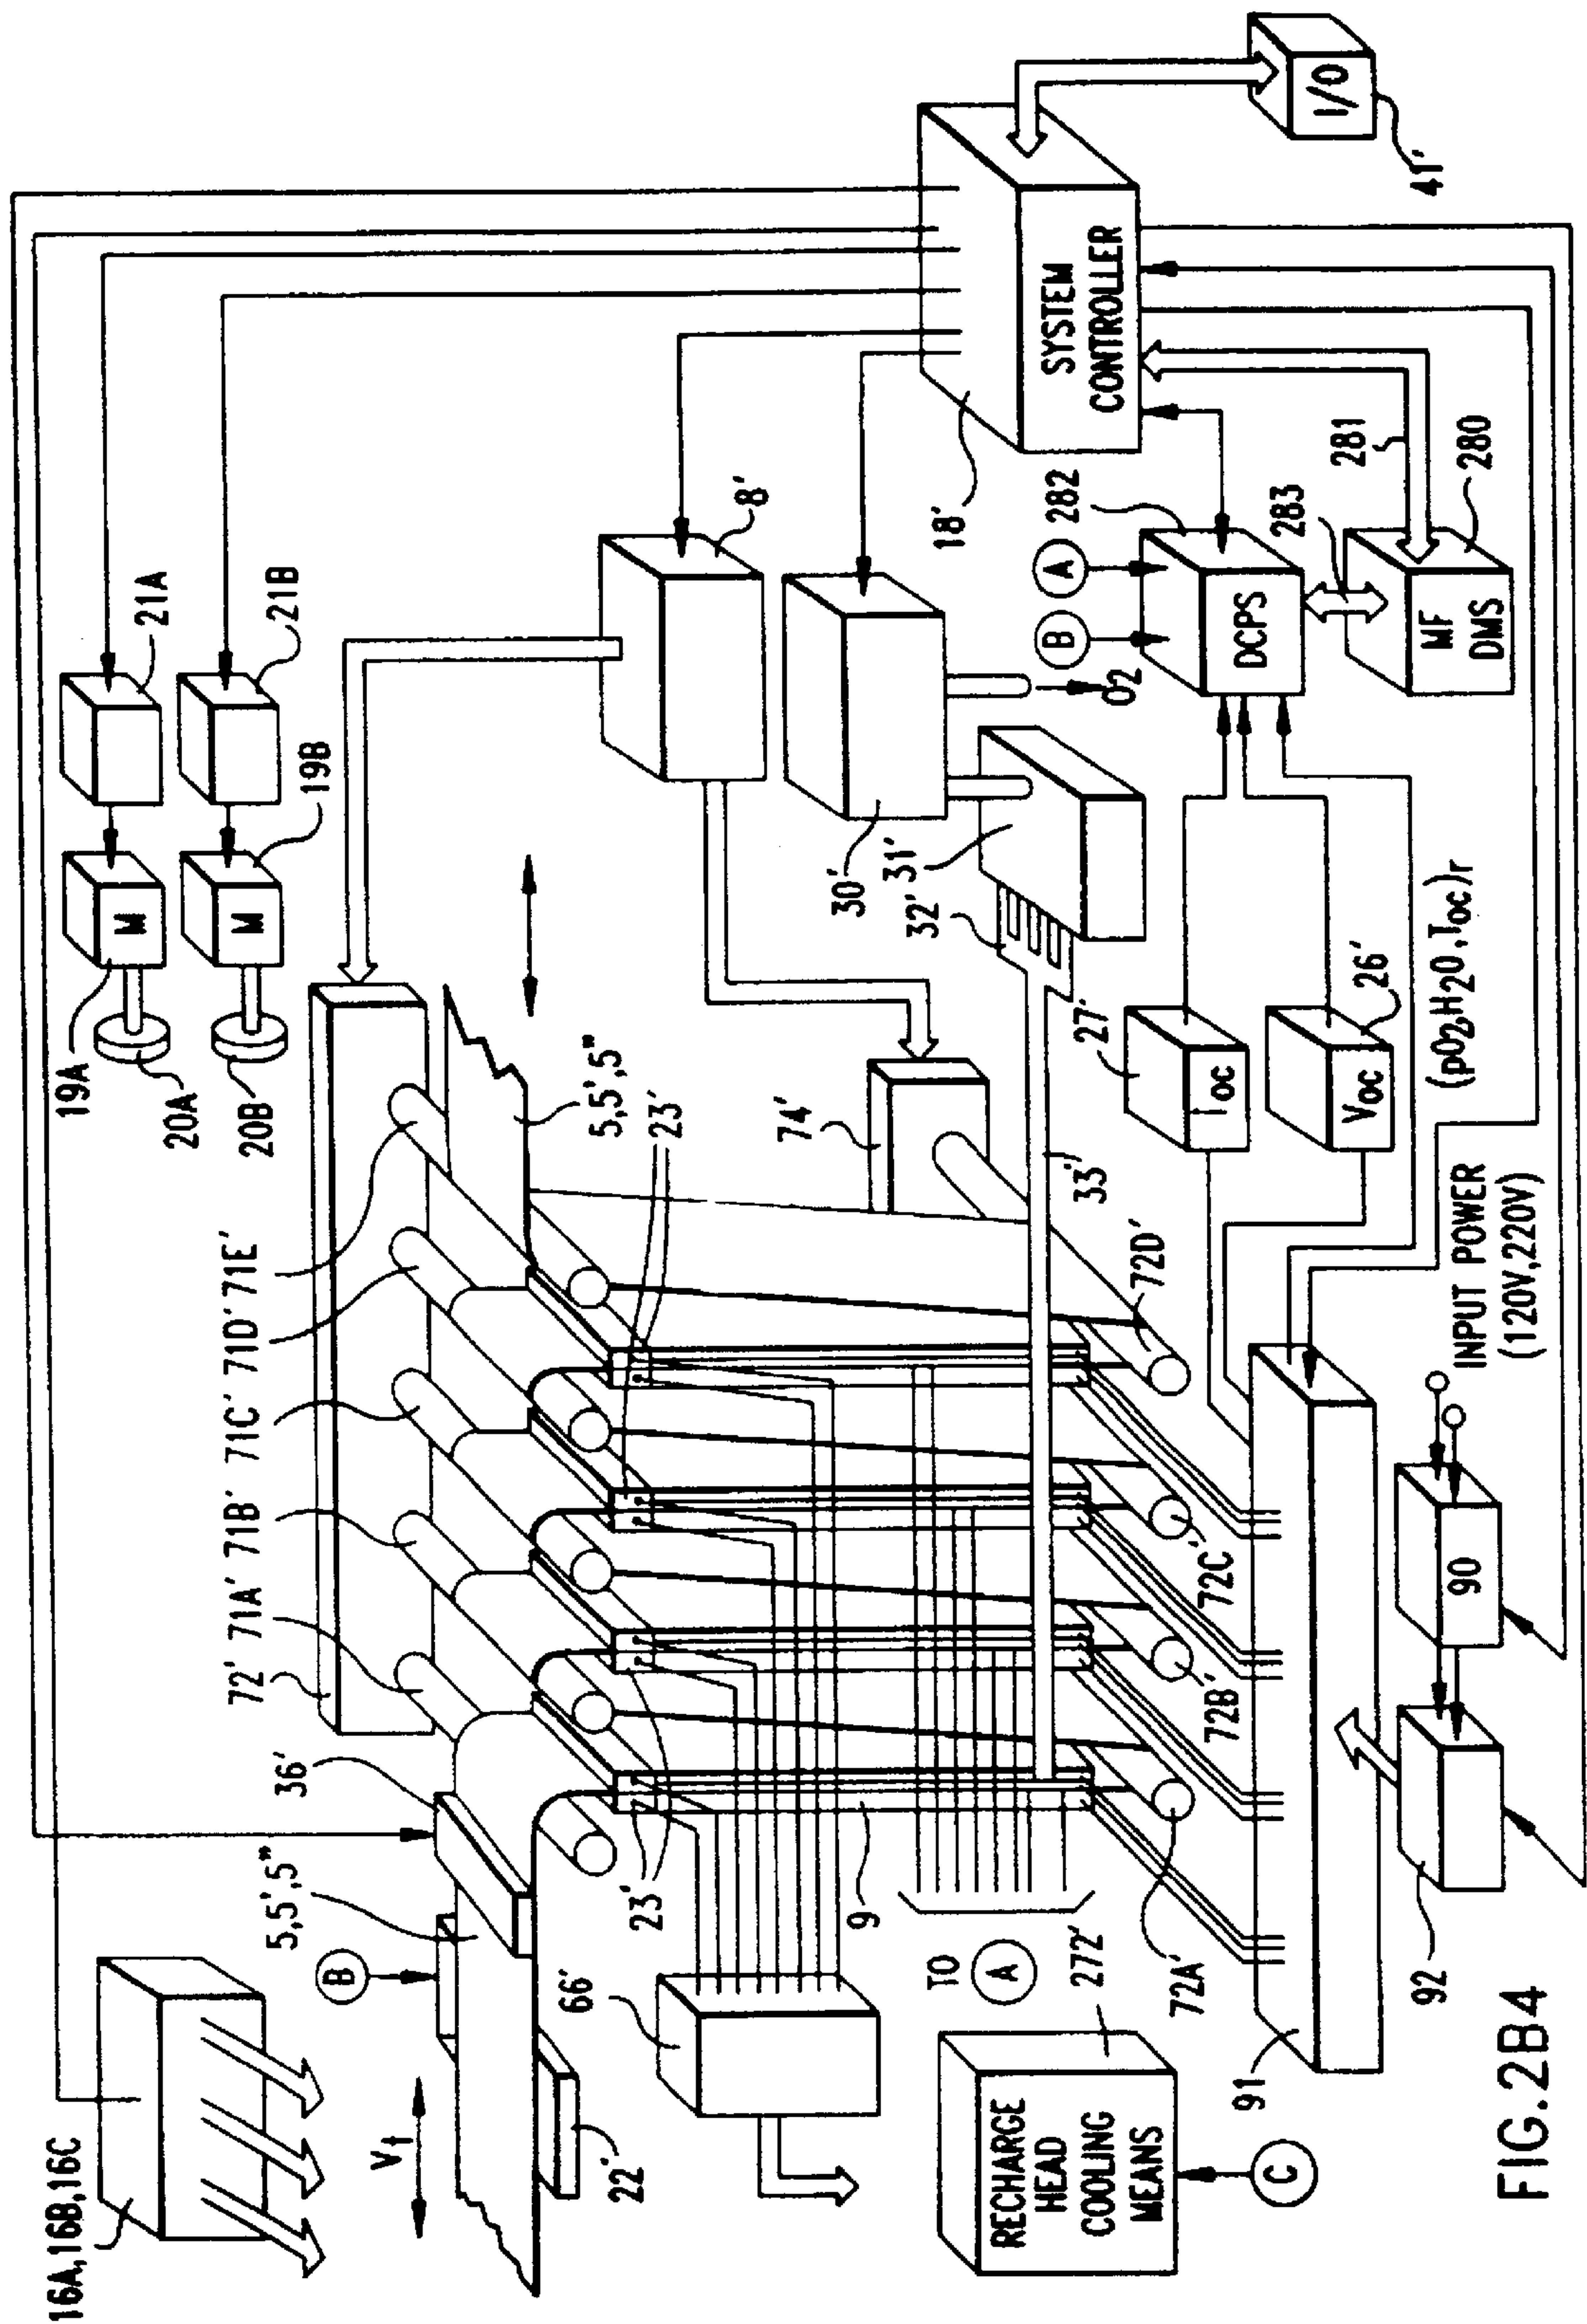 16A,16B,16C
19A
M
20A
21A
19B
M
20B
21B
72'
71A'
71B'
71C'
71D'
71E'
36'
5,5',5"
B
Vt
22'
5,5',5"
23'
23'
8'
66'
9
74'
33'
30'
31'
32'
O2
18'
SYSTEM
CONTROLLER
I/O
41'
TO
A
272'
RECHARGE
HEAD
COOLING
MEANS
C
72A'
72B'
72C'
72D'
27'
IOC
26'
VOC
(pO2,H2O,TOC)r
B
A
282
DCPS
283
281
MF
DMS
280
91
92
90
INPUT POWER
(120V,220V)
FIG.2B4